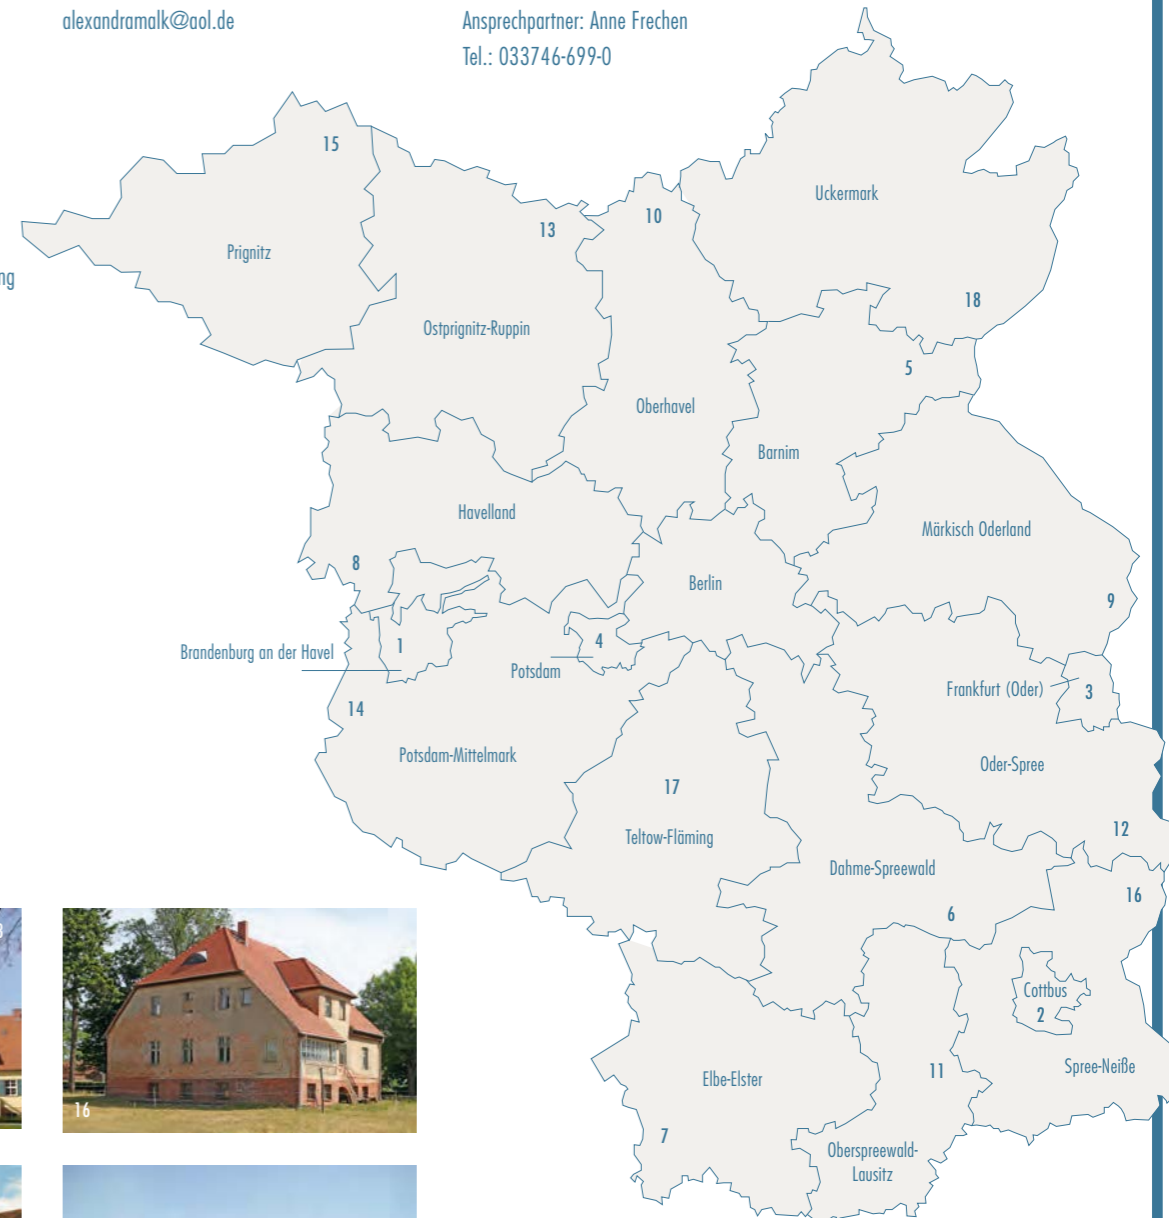 alexandramalk@aol.de
Ansprechpartner: Anne Frechen
Tel.: 033746-699-0
ng
15
Prignitz
13
Ostprignitz-Ruppin
10
Oberhavel
Uckermark
18
5
Barnim
Havelland
8
Märkisch Oderland
9
Berlin
Brandenburg an der Havel
1
4
Potsdam
14
Potsdam-Mittelmark
Frankfurt (Oder)
3
Oder-Spree
12
17
Teltow-Fläming
Dahme-Spreewald
6
16
Cottbus
2
Spree-Neiße
11
Elbe-Elster
7
Oberspreewald-
Lausitz
16